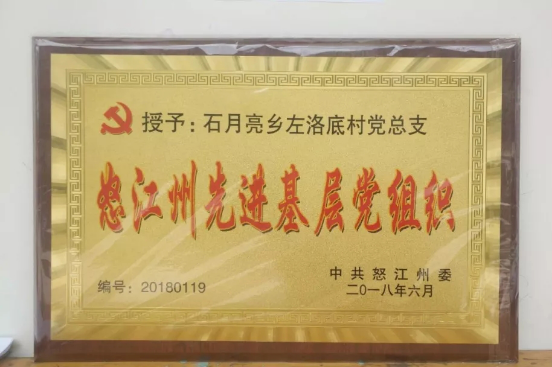 授予：石月亮乡左洛底村党总支
怒江州先进基层党组织
中共怒江州委
编号：20180119
二〇一八年六月